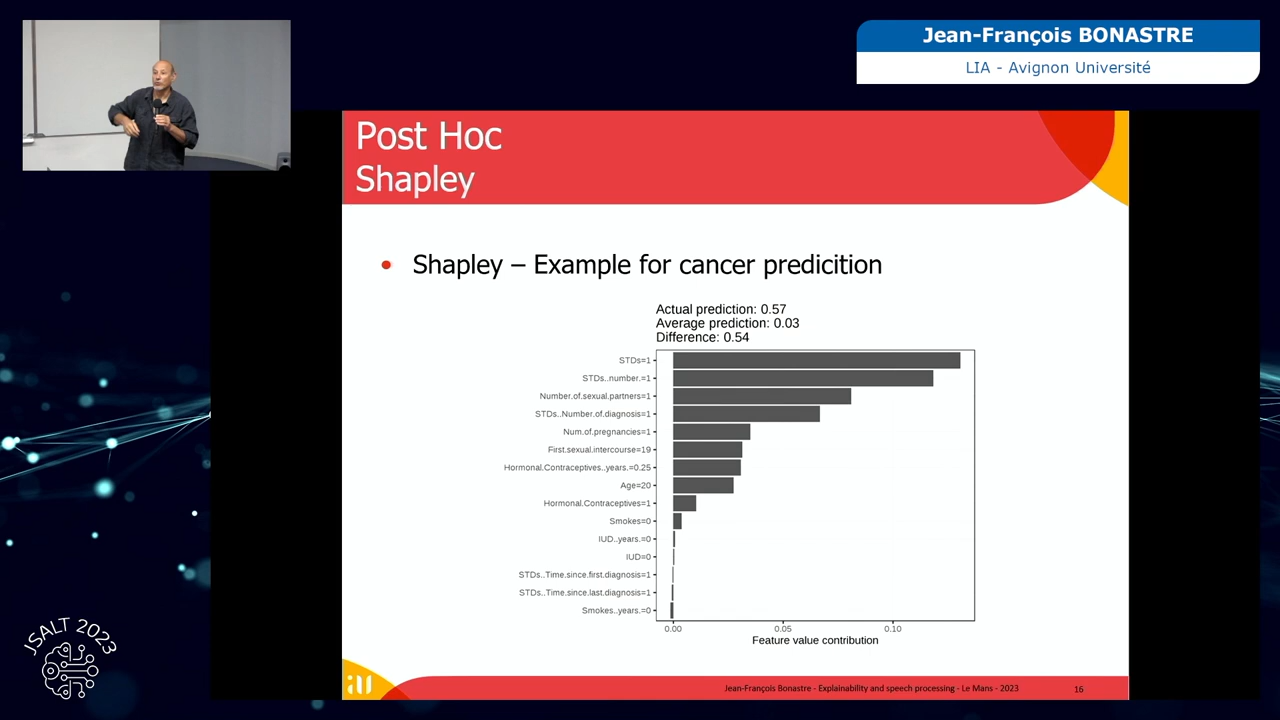 Jean-François BONASTRE
LIA - Avignon Université
Post Hoc
Shapley
• Shapley – Example for cancer predicition
Actual prediction: 0.57
Average prediction: 0.03
Difference: 0.54
STDs=1
STDs..number.=1
Number.of.sexual.partners=1
STDs..Number.of.diagnosis=1
Num.of.pregnancies=1
First.sexual.intercourse=19
Hormonal.Contraceptives..years.=0.25
Age=20
Hormonal.Contraceptives=1
Smokes=0
IUD..years.=0
IUD=0
STDs..Time.since.first.diagnosis=1
STDs..Time.since.last.diagnosis=1
Smokes..years.=0
0.00 0.05 0.10
Feature value contribution
JSALT 2023
au
Jean-François Bonastre - Explainability and speech processing - Le Mans - 2023 16